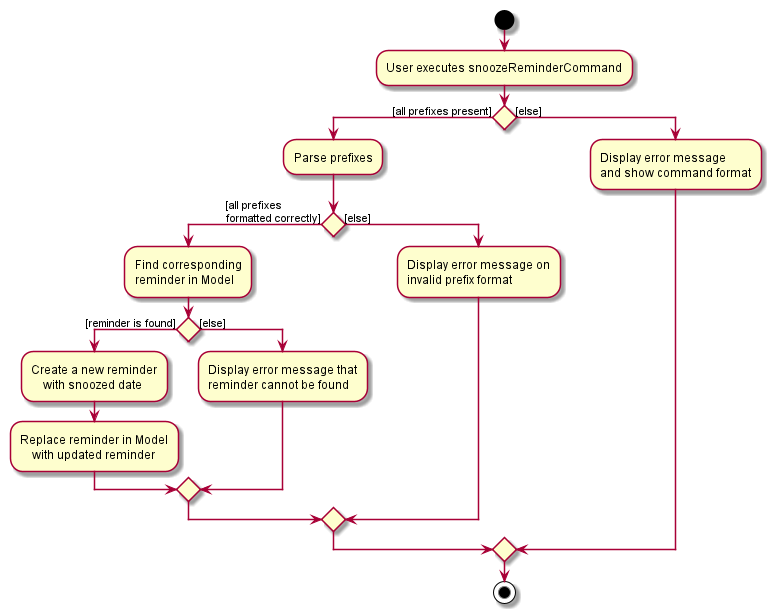 User executes snoozeReminderCommand
[all prefixes present]
[else]
Parse prefixes
Display error message
and show command format
[all prefixes
formatted correctly]
[else]
Find corresponding
reminder in Model
Display error message on
invalid prefix format
[reminder is found]
[else]
Create a new reminder
with snoozed date
Display error message that
reminder cannot be found
Replace reminder in Model
with updated reminder